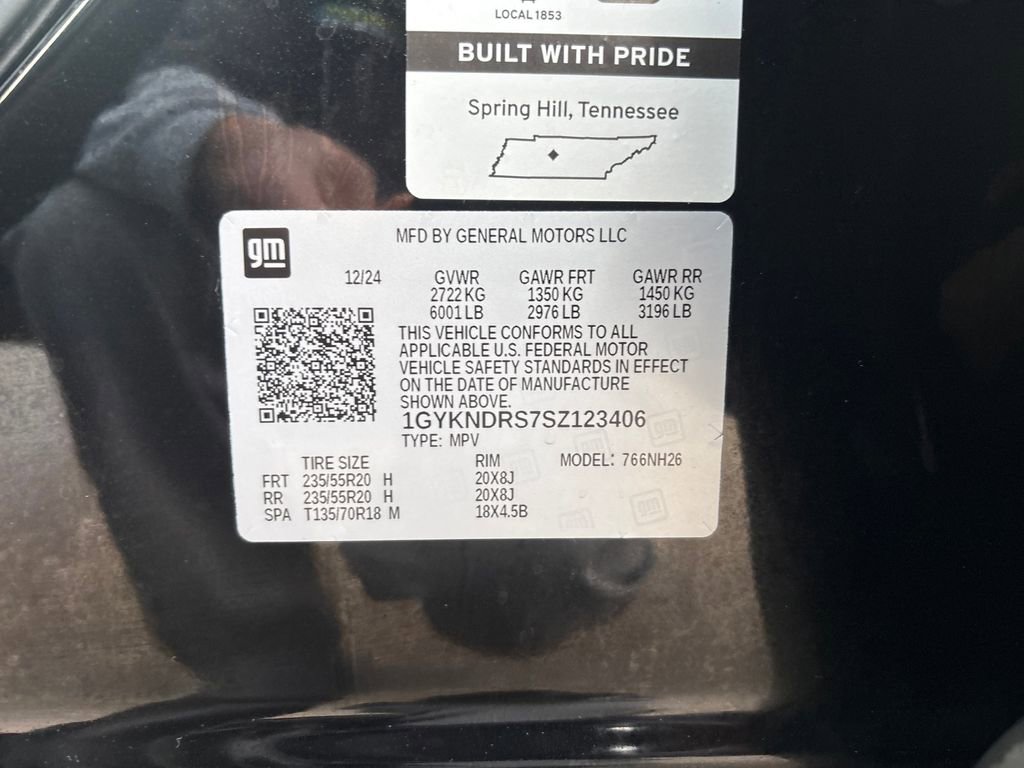 LOCAL 1853
BUILT WITH PRIDE
Spring Hill, Tennessee
gm
MFD BY GENERAL MOTORS LLC
12/24 GVWR GAWR FRT GAWR RR
2722 KG 1350 KG 1450 KG
6001 LB 2976 LB 3196 LB
THIS VEHICLE CONFORMS TO ALL
APPLICABLE U.S. FEDERAL MOTOR
VEHICLE SAFETY STANDARDS IN EFFECT
ON THE DATE OF MANUFACTURE
SHOWN ABOVE.
1GYKNDRS7SZ123406
TYPE: MPV
TIRE SIZE RIM MODEL: 766NH26
FRT 235/55R20 H 20X8J
RR 235/55R20 H 20X8J
SPA T135/70R18 M 18X4.5B